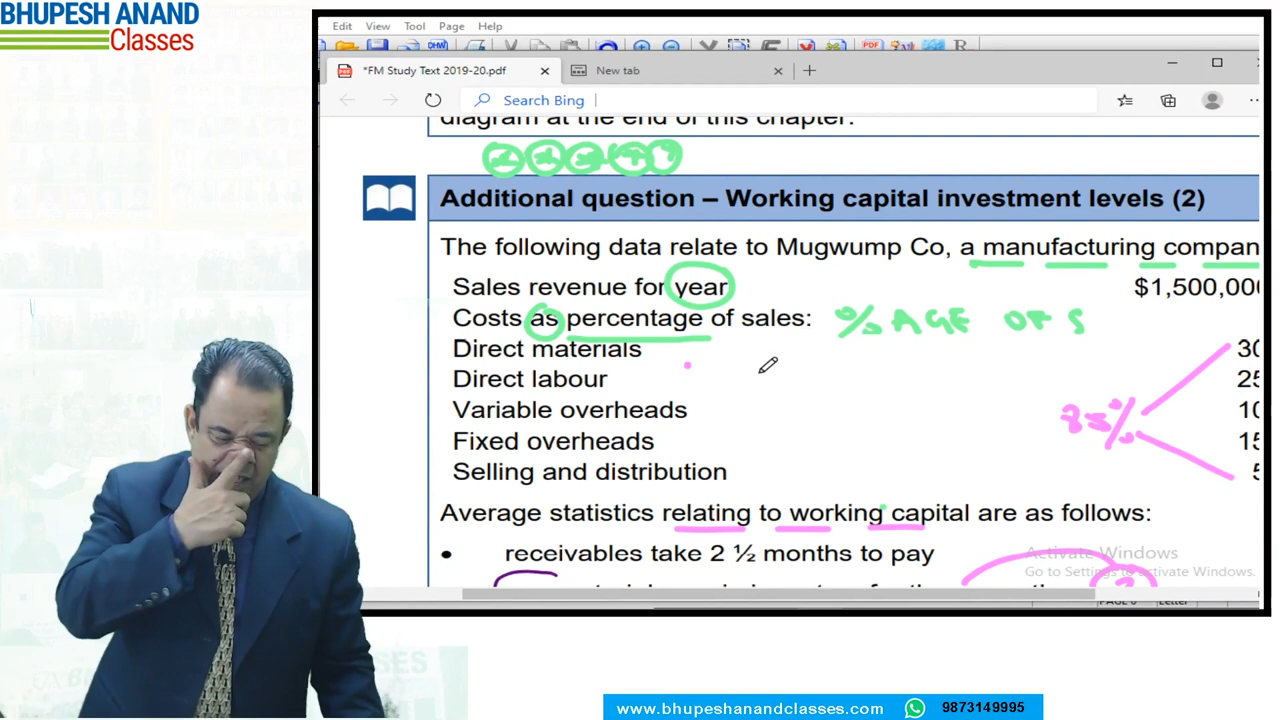 BHUPESH ANAND
Classes
Edit View Tool Page Help
*FM Study Text 2019-20.pdf
New tab
Search Bing
diagram at the end of this chapter.
Additional question – Working capital investment levels (2)
The following data relate to Mugwump Co, a manufacturing compan
Sales revenue for year $1,500,000
Costs as percentage of sales: % AGE OF S
Direct materials 30
Direct labour 25
Variable overheads 10
Fixed overheads 15
Selling and distribution 5
85%
Average statistics relating to working capital are as follows:
• receivables take 2 ½ months to pay
Activate Windows
Go to Settings to activate Windows.
www.bhupeshanandclasses.com 9873149995